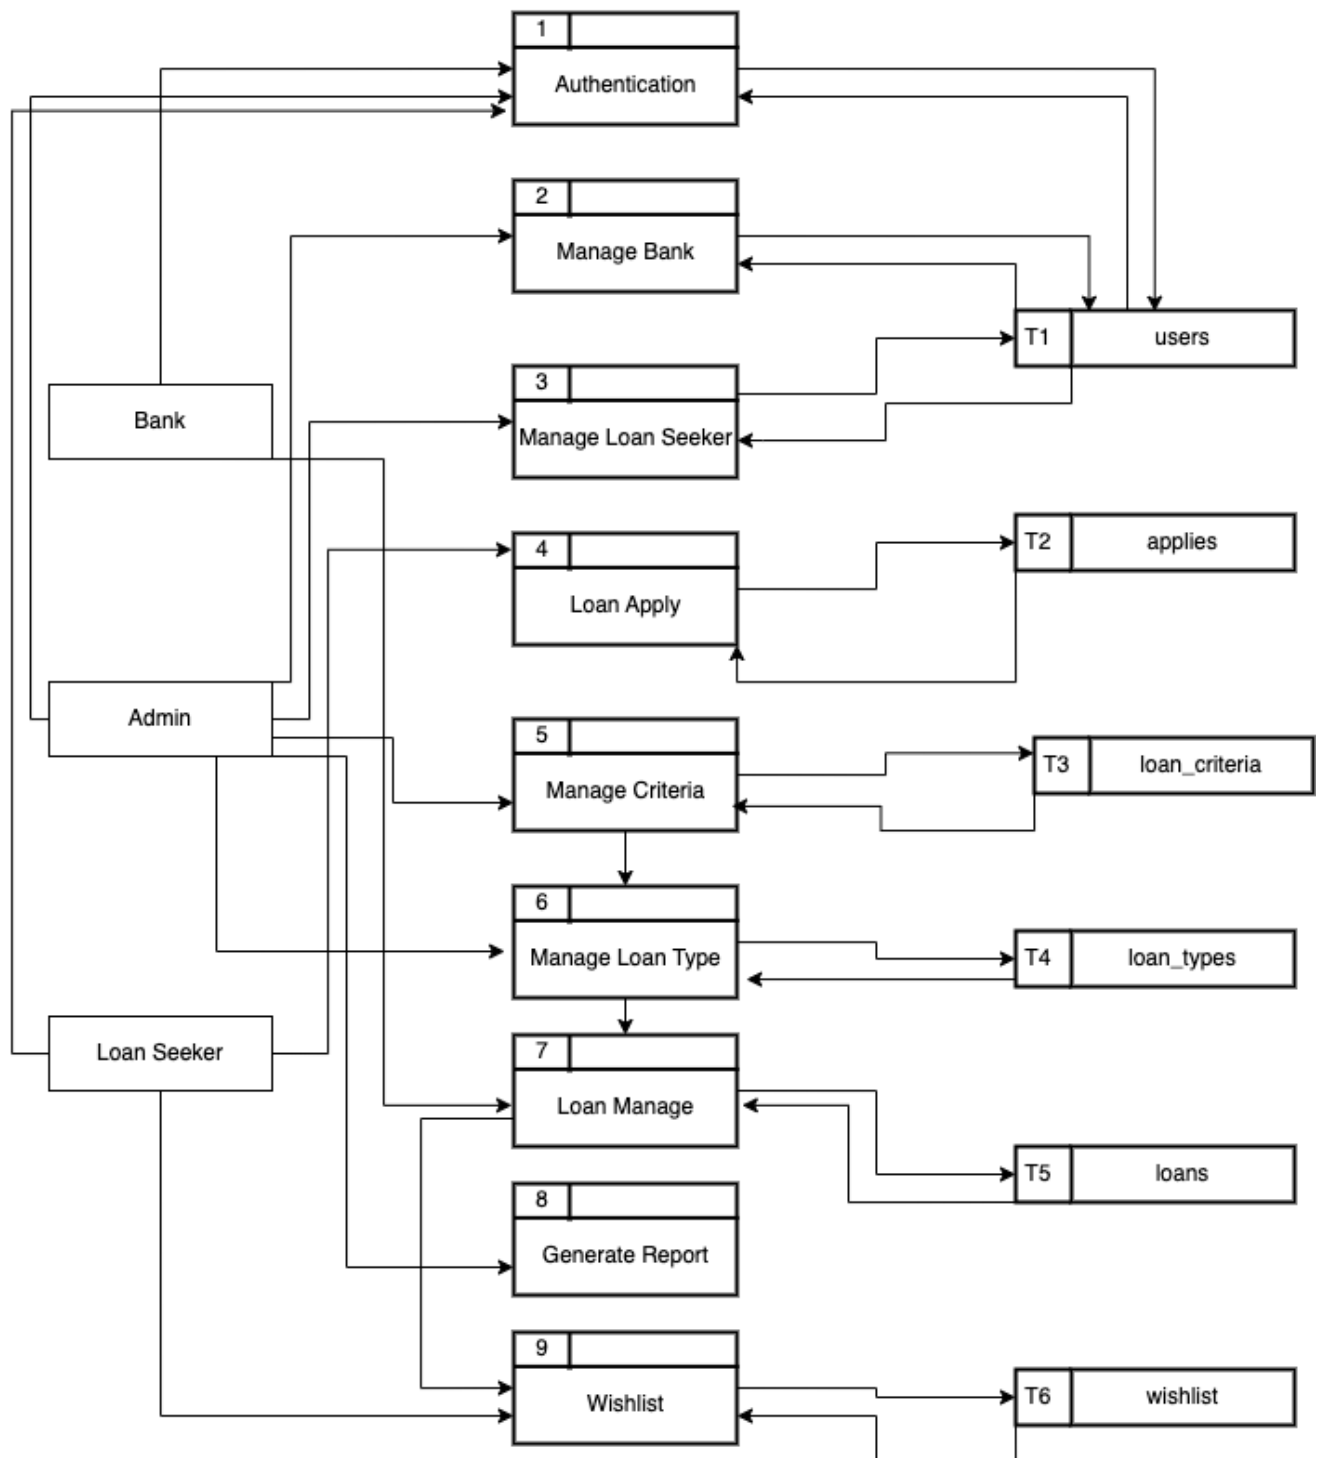 1
Authentication
2
Manage Bank
T1 users
3
Bank
Manage Loan Seeker
4
T2 applies
Loan Apply
Admin
5
T3 loan_criteria
Manage Criteria
6
Manage Loan Type
T4 loan_types
Loan Seeker
7
Loan Manage
T5 loans
8
Generate Report
9
Wishlist
T6 wishlist